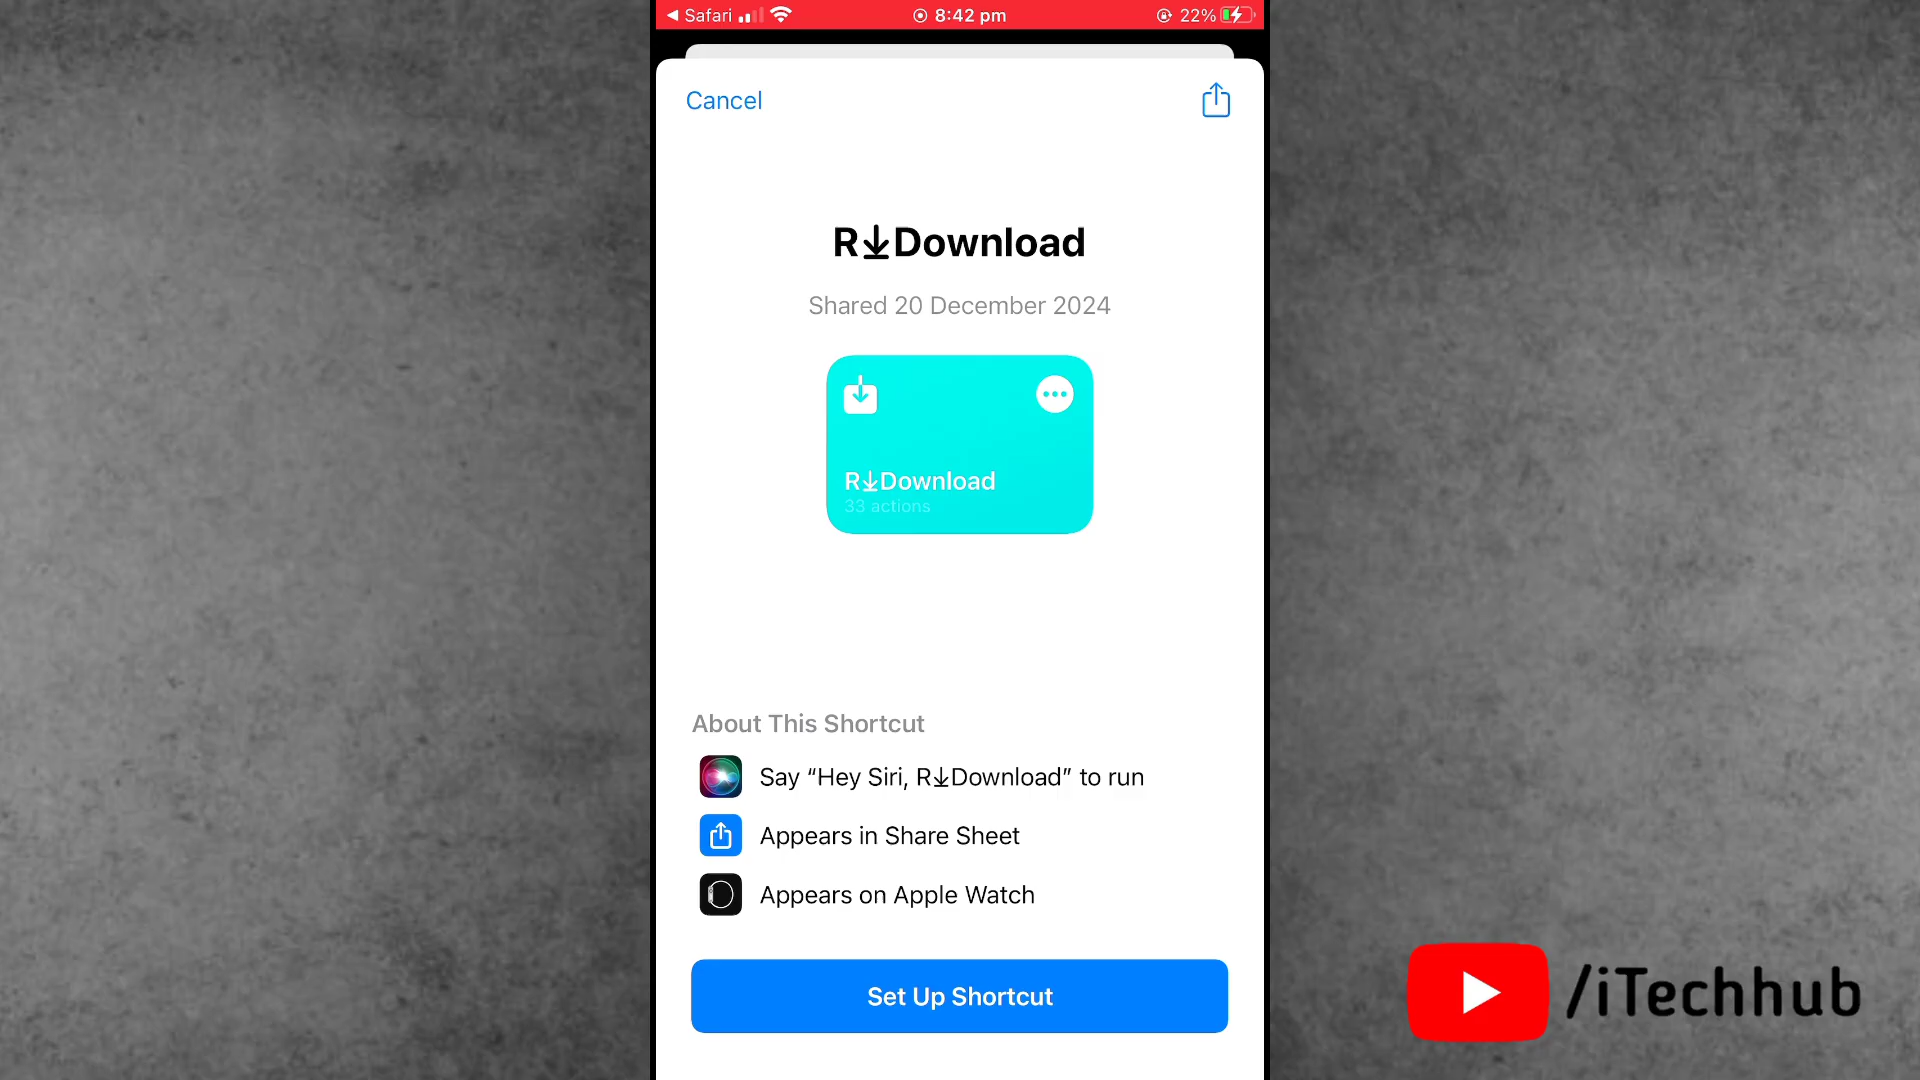 Safari 8:42 pm 22%
Cancel
R↓Download
Shared 20 December 2024
R↓Download
33 actions
About This Shortcut
Say “Hey Siri, R↓Download” to run
Appears in Share Sheet
Appears on Apple Watch
Set Up Shortcut
/iTechhub